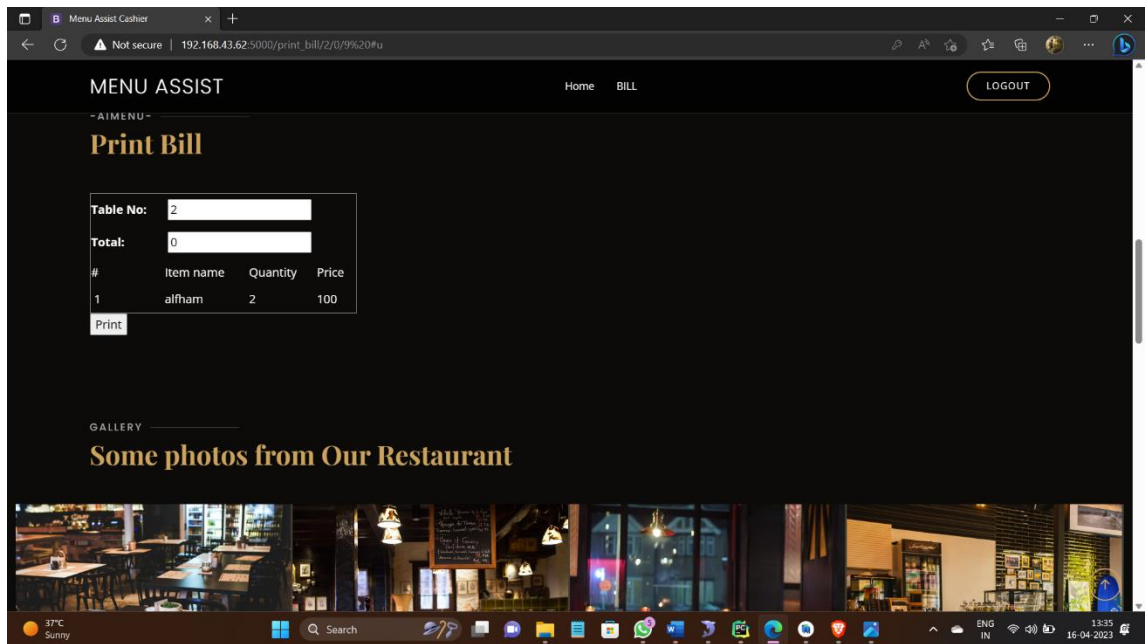 Menu Assist Cashier
Not secure | 192.168.43.62:5000/print_bill/2/0/9%20#u
MENU ASSIST Home BILL LOGOUT
-AIMENU-
Print Bill
Table No: 2
Total: 0
# Item name Quantity Price
1 alfham 2 100
Print
GALLERY
Some photos from Our Restaurant
37°C
Sunny
Search
ENG
IN
13:35
16-04-2023